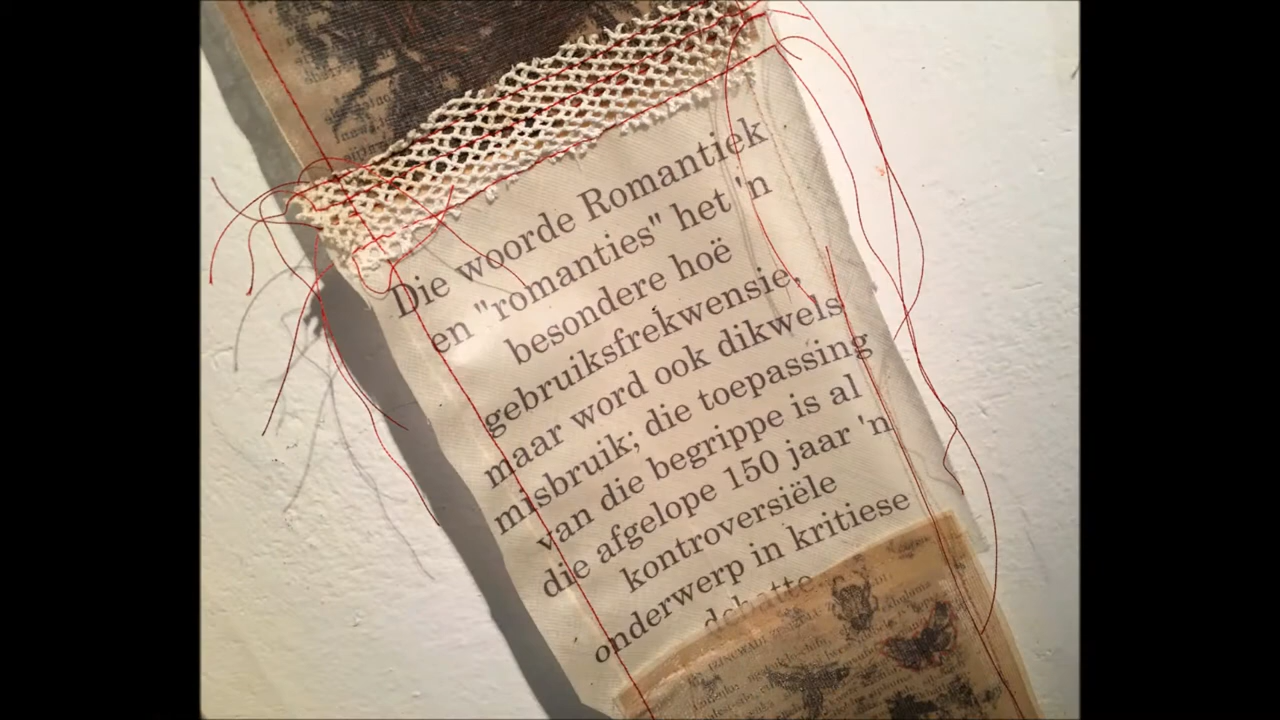 Die woorde Romantiek
en "romanties" het 'n
besondere hoë
gebruiksfrekwensie,
maar word ook dikwels
misbruik; die toepassing
van die begrippe is al
die afgelope 150 jaar 'n
kontroversiële
onderwerp in kritiese
debatte